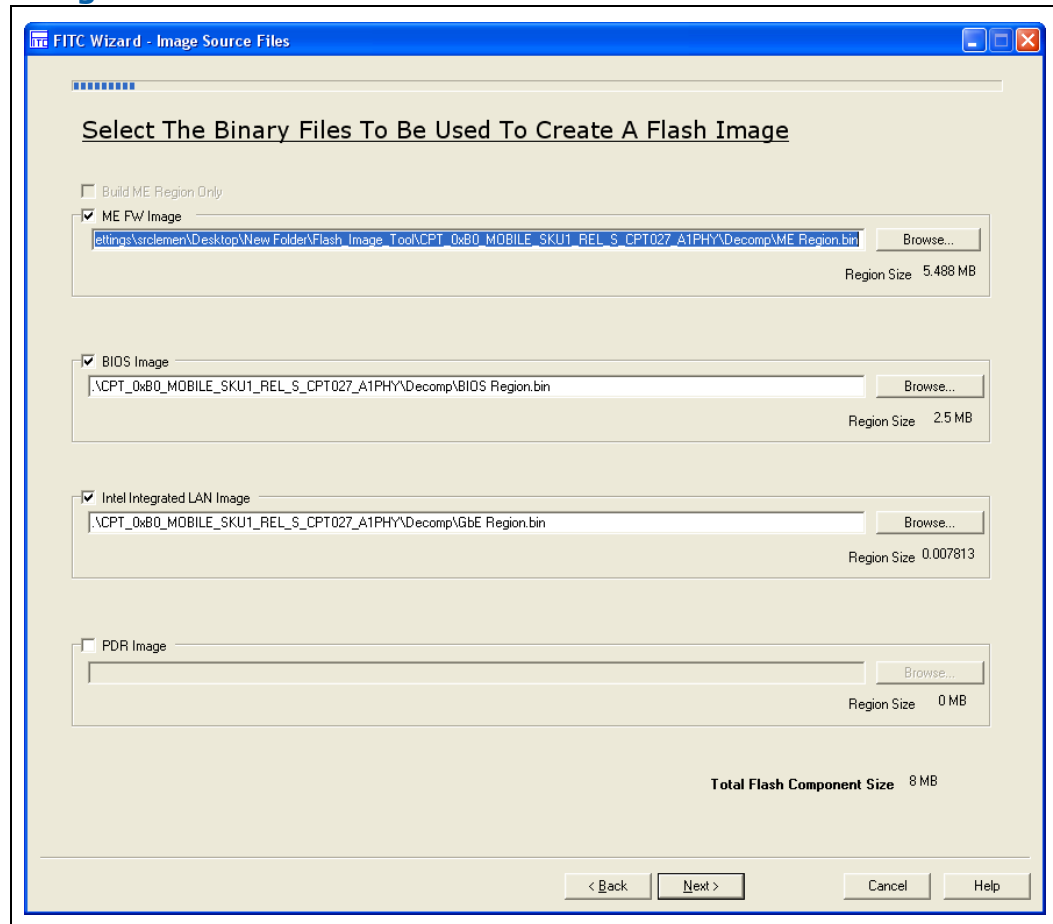 FITC Wizard - Image Source Files
Select The Binary Files To Be Used To Create A Flash Image
Build ME Region Only
ME FW Image
ettings\srclemen\Desktop\New Folder\Flash_Image_Tool\CPT_0xB0_MOBILE_SKU1_REL_S_CPT027_A1PHY\Decomp\ME Region.bin
Browse...
Region Size 5.488 MB
BIOS Image
.\CPT_0xB0_MOBILE_SKU1_REL_S_CPT027_A1PHY\Decomp\BIOS Region.bin
Browse...
Region Size 2.5 MB
Intel Integrated LAN Image
.\CPT_0xB0_MOBILE_SKU1_REL_S_CPT027_A1PHY\Decomp\GbE Region.bin
Browse...
Region Size 0.007813
PDR Image
Browse...
Region Size 0 MB
Total Flash Component Size 8 MB
< Back Next > Cancel Help